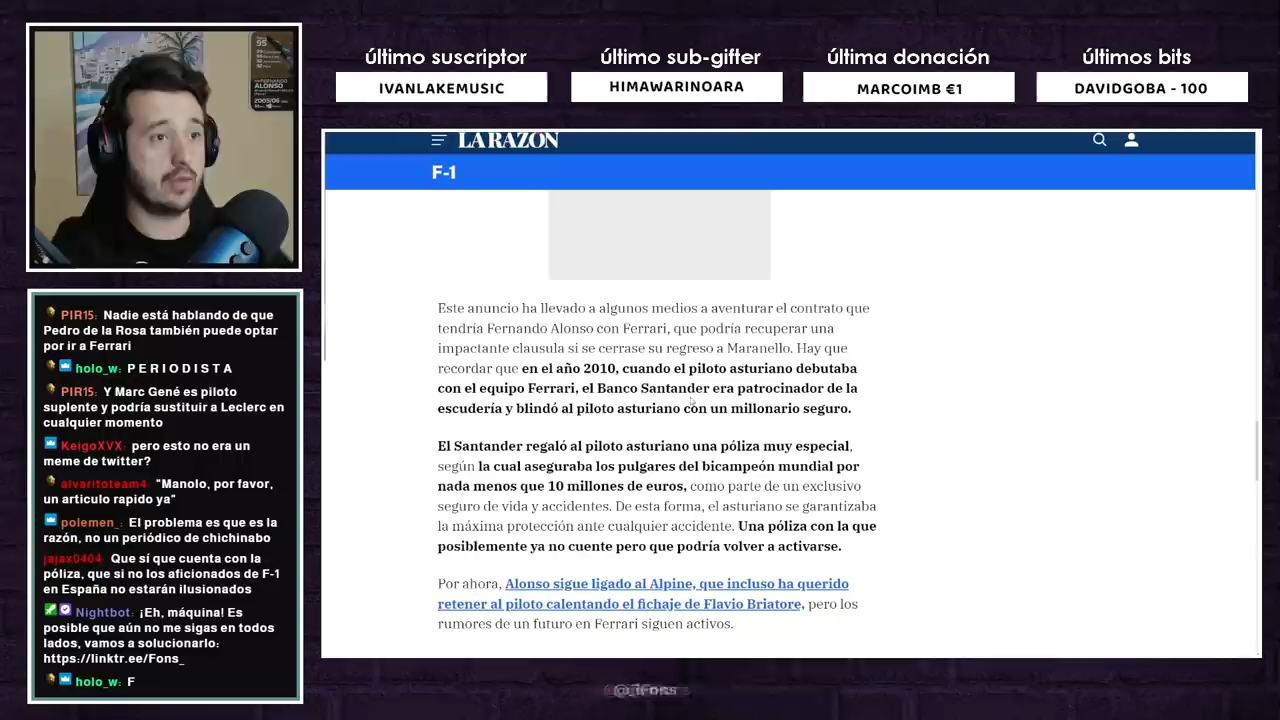 95
FERNANDO
ALONSO
2005/06
último suscriptor
último sub-gifter
última donación
últimos bits
IVANLAKEMUSIC
HIMAWARINOARA
MARCOIMB €1
DAVIDGOBA - 100
LA RAZÓN
F-1
Este anuncio ha llevado a algunos medios a aventurar el contrato que
tendría Fernando Alonso con Ferrari, que podría recuperar una
impactante clausula si se cerrase su regreso a Maranello. Hay que
recordar que en el año 2010, cuando el piloto asturiano debutaba
con el equipo Ferrari, el Banco Santander era patrocinador de la
escudería y blindó al piloto asturiano con un millonario seguro.
El Santander regaló al piloto asturiano una póliza muy especial,
según la cual aseguraba los pulgares del bicampeón mundial por
nada menos que 10 millones de euros, como parte de un exclusivo
seguro de vida y accidentes. De esta forma, el asturiano se garantizaba
la máxima protección ante cualquier accidente. Una póliza con la que
posiblemente ya no cuente pero que podría volver a activarse.
Por ahora, Alonso sigue ligado al Alpine, que incluso ha querido
retener al piloto calentando el fichaje de Flavio Briatore, pero los
rumores de un futuro en Ferrari siguen activos.
PIR15: Nadie está hablando de que
Pedro de la Rosa también puede optar
por ir a Ferrari
holo_w: P E R I O D I S T A
PIR15: Y Marc Gené es piloto
suplente y podría sustituir a Leclerc en
cualquier momento
KeigoXVX: pero esto no era un
meme de twitter?
alvaritoteam4: "Manolo, por favor,
un articulo rapido ya"
polemen_: El problema es que es la
razón, no un periódico de chichinabo
jajax0404: Que sí que cuenta con la
póliza, que si no los aficionados de F-1
en España no estarán ilusionados
Nightbot: ¡Eh, máquina! Es
posible que aún no me sigas en todos
lados, vamos a solucionarlo:
https://linktr.ee/Fons_
holo_w: F